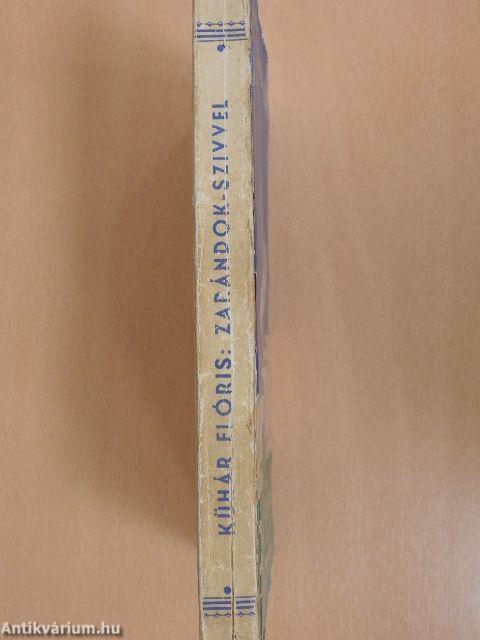 KÜHÁR FLÓRIS: ZARÁNDOK-SZIVVEL
Antikvárium.hu